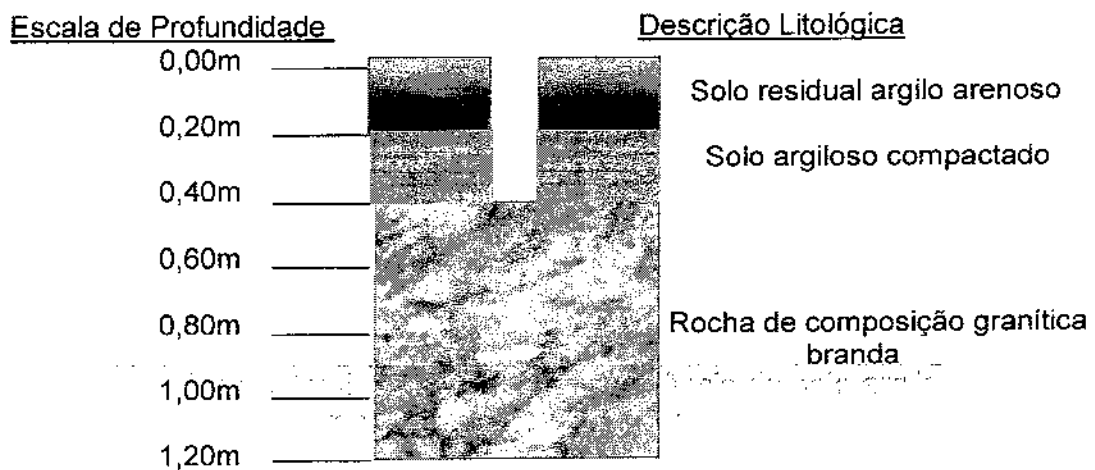 Escala de Profundidade
Descrição Litológica
0,00m
Solo residual argilo arenoso
0,20m
Solo argiloso compactado
0,40m
0,60m
0,80m
Rocha de composição granítica
branda
1,00m
1,20m